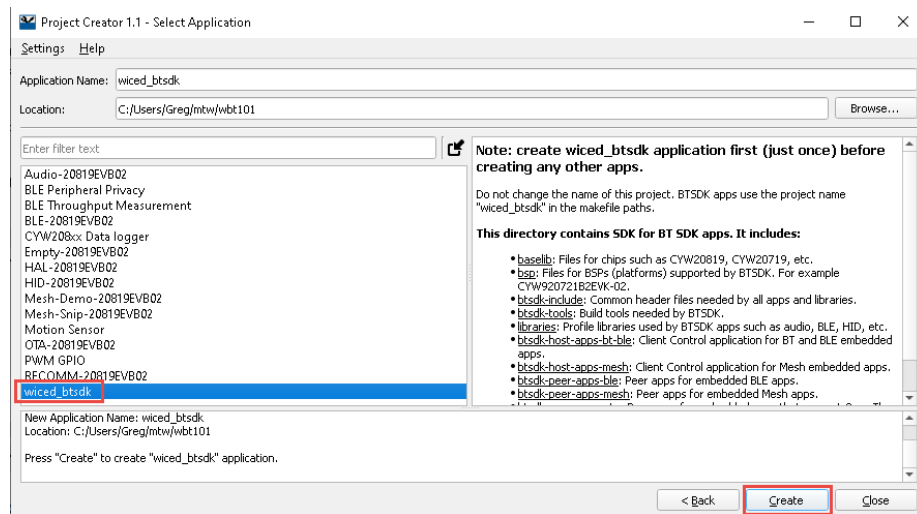 Project Creator 1.1 - Select Application
Settings Help
Application Name: wiced_btsdk
Location: C:/Users/Greg/mtw/wbt101 Browse...
Enter filter text
Audio-20819EVB02
BLE Peripheral Privacy
BLE Throughput Measurement
BLE-20819EVB02
CYW208xx Data logger
Empty-20819EVB02
HAL-20819EVB02
HID-20819EVB02
Mesh-Demo-20819EVB02
Mesh-Snip-20819EVB02
Motion Sensor
OTA-20819EVB02
PWM GPIO
RECOMM-20819EVB02
wiced_btsdk
Note: create wiced_btsdk application first (just once) before
creating any other apps.
Do not change the name of this project. BTSDK apps use the project name
"wiced_btsdk" in the makefile paths.
This directory contains SDK for BT SDK apps. It includes:
• baselib: Files for chips such as CYW20819, CYW20719, etc.
• bsp: Files for BSPs (platforms) supported by BTSDK. For example
CYW920721B2EVK-02.
• btsdk-include: Common header files needed by all apps and libraries.
• btsdk-tools: Build tools needed by BTSDK.
• libraries: Profile libraries used by BTSDK apps such as audio, BLE, HID, etc.
• btsdk-host-apps-bt-ble: Client Control application for BT and BLE embedded
apps.
• btsdk-host-apps-mesh: Client Control application for Mesh embedded apps.
• btsdk-peer-apps-ble: Peer apps for embedded BLE apps.
• btsdk-peer-apps-mesh: Peer apps for embedded Mesh apps.
New Application Name: wiced_btsdk
Location: C:/Users/Greg/mtw/wbt101
Press "Create" to create "wiced_btsdk" application.
< Back Create Close